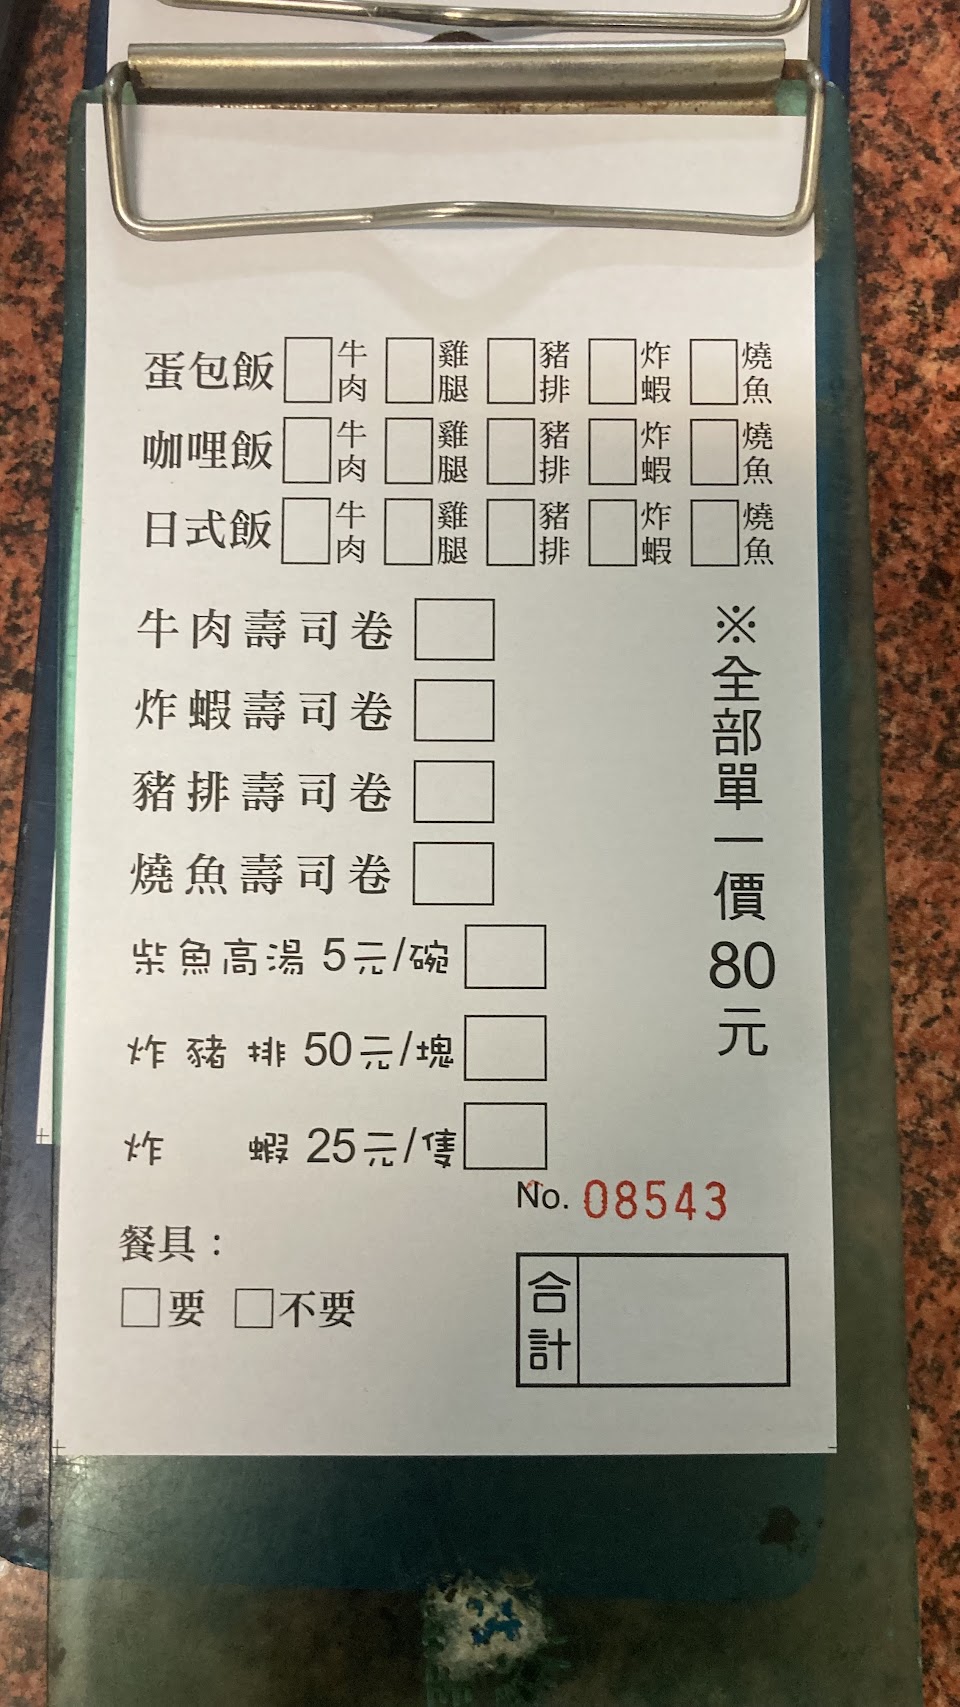 蛋包飯 □牛肉 □雞腿 □豬排 □炸蝦 □燒魚
咖哩飯 □牛肉 □雞腿 □豬排 □炸蝦 □燒魚
日式飯 □牛肉 □雞腿 □豬排 □炸蝦 □燒魚
牛肉壽司卷 □
炸蝦壽司卷 □
豬排壽司卷 □
燒魚壽司卷 □
※全部單一價80元
柴魚高湯 5元/碗 □
炸豬排 50元/塊 □
炸 蝦 25元/隻 □
No. 08543
餐具：
□要 □不要
合計